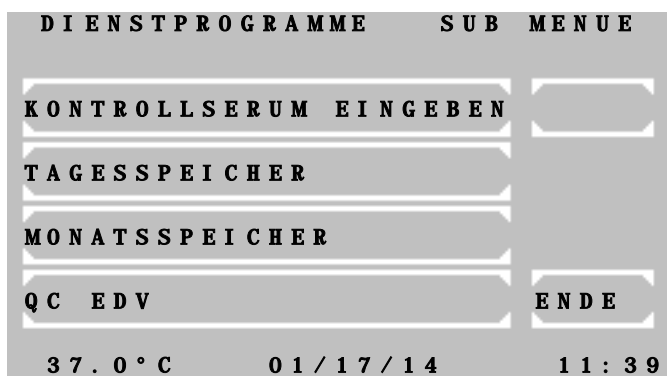 DIENSTPROGRAMME SUB MENUE
KONTROLLSERUM EINGEBEN
TAGESSPEICHER
MONATSSPEICHER
QC EDV ENDE
37.0°C 01/17/14 11:39